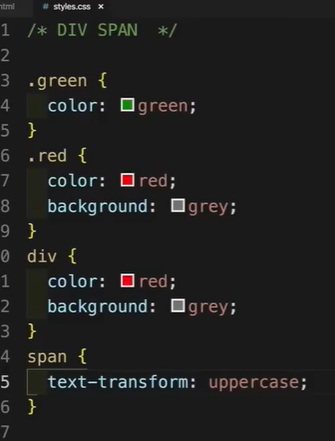 html # styles.css ×
1 /* DIV SPAN */
2
3 .green {
4 color: green;
5 }
6 .red {
7 color: red;
8 background: grey;
9 }
0 div {
1 color: red;
2 background: grey;
3 }
4 span {
5 text-transform: uppercase;
6 }
7